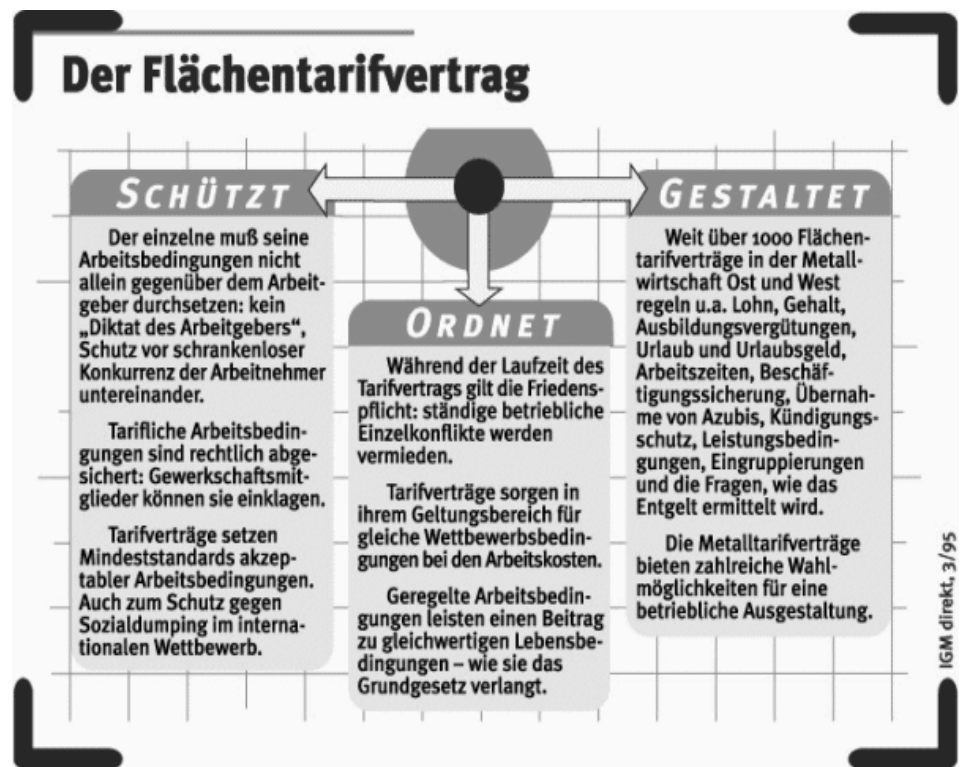 Der Flächentarifvertrag
SCHÜTZT
Der einzelne muß seine
Arbeitsbedingungen nicht
allein gegenüber dem Arbeit-
geber durchsetzen: kein
„Diktat des Arbeitgebers“,
Schutz vor schrankenloser
Konkurrenz der Arbeitnehmer
untereinander.
Tarifliche Arbeitsbedin-
gungen sind rechtlich abge-
sichert: Gewerkschaftsmit-
glieder können sie einklagen.
Tarifverträge setzen
Mindeststandards akzep-
tabler Arbeitsbedingungen.
Auch zum Schutz gegen
Sozialdumping im interna-
tionalen Wettbewerb.
ORDNET
Während der Laufzeit des
Tarifvertrags gilt die Friedens-
pflicht: ständige betriebliche
Einzelkonflikte werden
vermieden.
Tarifverträge sorgen in
ihrem Geltungsbereich für
gleiche Wettbewerbsbedin-
gungen bei den Arbeitskosten.
Geregelte Arbeitsbedin-
gungen leisten einen Beitrag
zu gleichwertigen Lebensbe-
dingungen – wie sie das
Grundgesetz verlangt.
GESTALTET
Weit über 1000 Flächen-
tarifverträge in der Metall-
wirtschaft Ost und West
regeln u.a. Lohn, Gehalt,
Ausbildungsvergütungen,
Urlaub und Urlaubsgeld,
Arbeitszeiten, Beschäf-
tigungssicherung, Übernah-
me von Azubis, Kündigungs-
schutz, Leistungsbedin-
gungen, Eingruppierungen
und die Fragen, wie das
Entgelt ermittelt wird.
Die Metalltarifverträge
bieten zahlreiche Wahl-
möglichkeiten für eine
betriebliche Ausgestaltung.
IGM direkt, 3/95